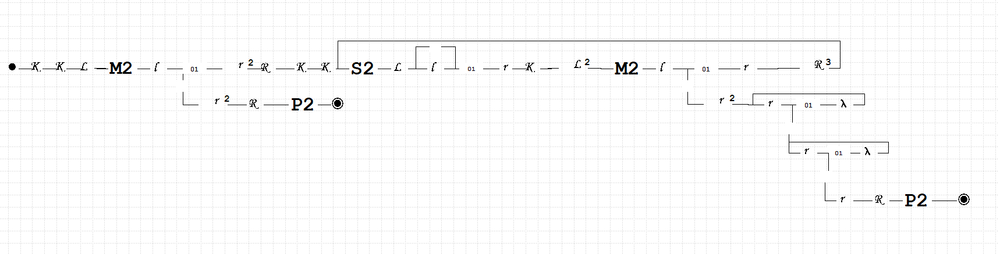 K K L M2 l 01 r 2 R K K S2 L l 01 r K L 2 M2 l 01 r R 3
r 2 R P2 r 2 r 01 λ
r 01 λ
r R P2